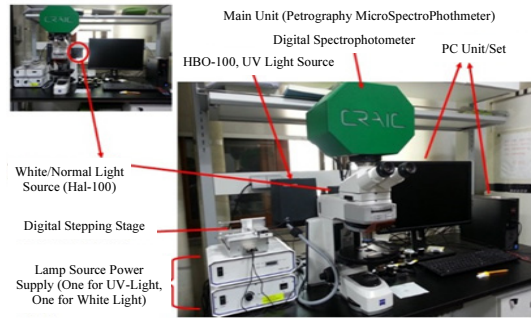 Main Unit (Petrography MicroSpectroPhothmeter)
Digital Spectrophotometer
PC Unit/Set
HBO-100, UV Light Source
CRAIC
White/Normal Light
Source (Hal-100)
Digital Stepping Stage
Lamp Source Power
Supply (One for UV-Light,
One for White Light)